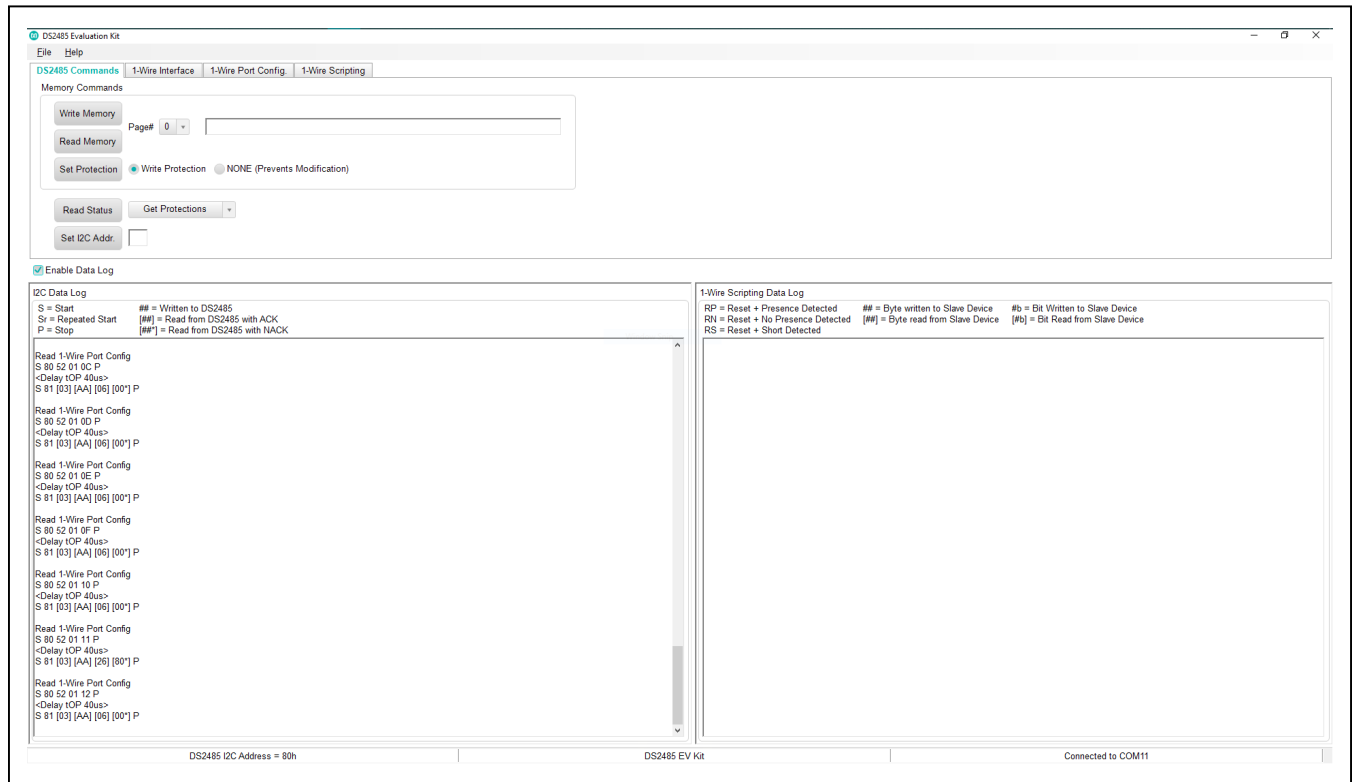 DS2485 Evaluation Kit
File Help
DS2485 Commands 1-Wire Interface 1-Wire Port Config. 1-Wire Scripting
Memory Commands
Write Memory
Page# 0
Read Memory
Set Protection Write Protection NONE (Prevents Modification)
Read Status Get Protections
Set I2C Addr.
Enable Data Log
I2C Data Log
S = Start ## = Written to DS2485
Sr = Repeated Start [##] = Read from DS2485 with ACK
P = Stop [##*] = Read from DS2485 with NACK
Read 1-Wire Port Config
S 80 52 01 0C P
<Delay tOP 40us>
S 81 [03] [AA] [06] [00*] P
Read 1-Wire Port Config
S 80 52 01 0D P
<Delay tOP 40us>
S 81 [03] [AA] [06] [00*] P
Read 1-Wire Port Config
S 80 52 01 0E P
<Delay tOP 40us>
S 81 [03] [AA] [06] [00*] P
Read 1-Wire Port Config
S 80 52 01 0F P
<Delay tOP 40us>
S 81 [03] [AA] [06] [00*] P
Read 1-Wire Port Config
S 80 52 01 10 P
<Delay tOP 40us>
S 81 [03] [AA] [06] [00*] P
Read 1-Wire Port Config
S 80 52 01 11 P
<Delay tOP 40us>
S 81 [03] [AA] [26] [80*] P
Read 1-Wire Port Config
S 80 52 01 12 P
<Delay tOP 40us>
S 81 [03] [AA] [06] [00*] P
1-Wire Scripting Data Log
RP = Reset + Presence Detected ## = Byte written to Slave Device #b = Bit Written to Slave Device
RN = Reset + No Presence Detected [##] = Byte read from Slave Device [#b] = Bit Read from Slave Device
RS = Reset + Short Detected
DS2485 I2C Address = 80h DS2485 EV Kit Connected to COM11